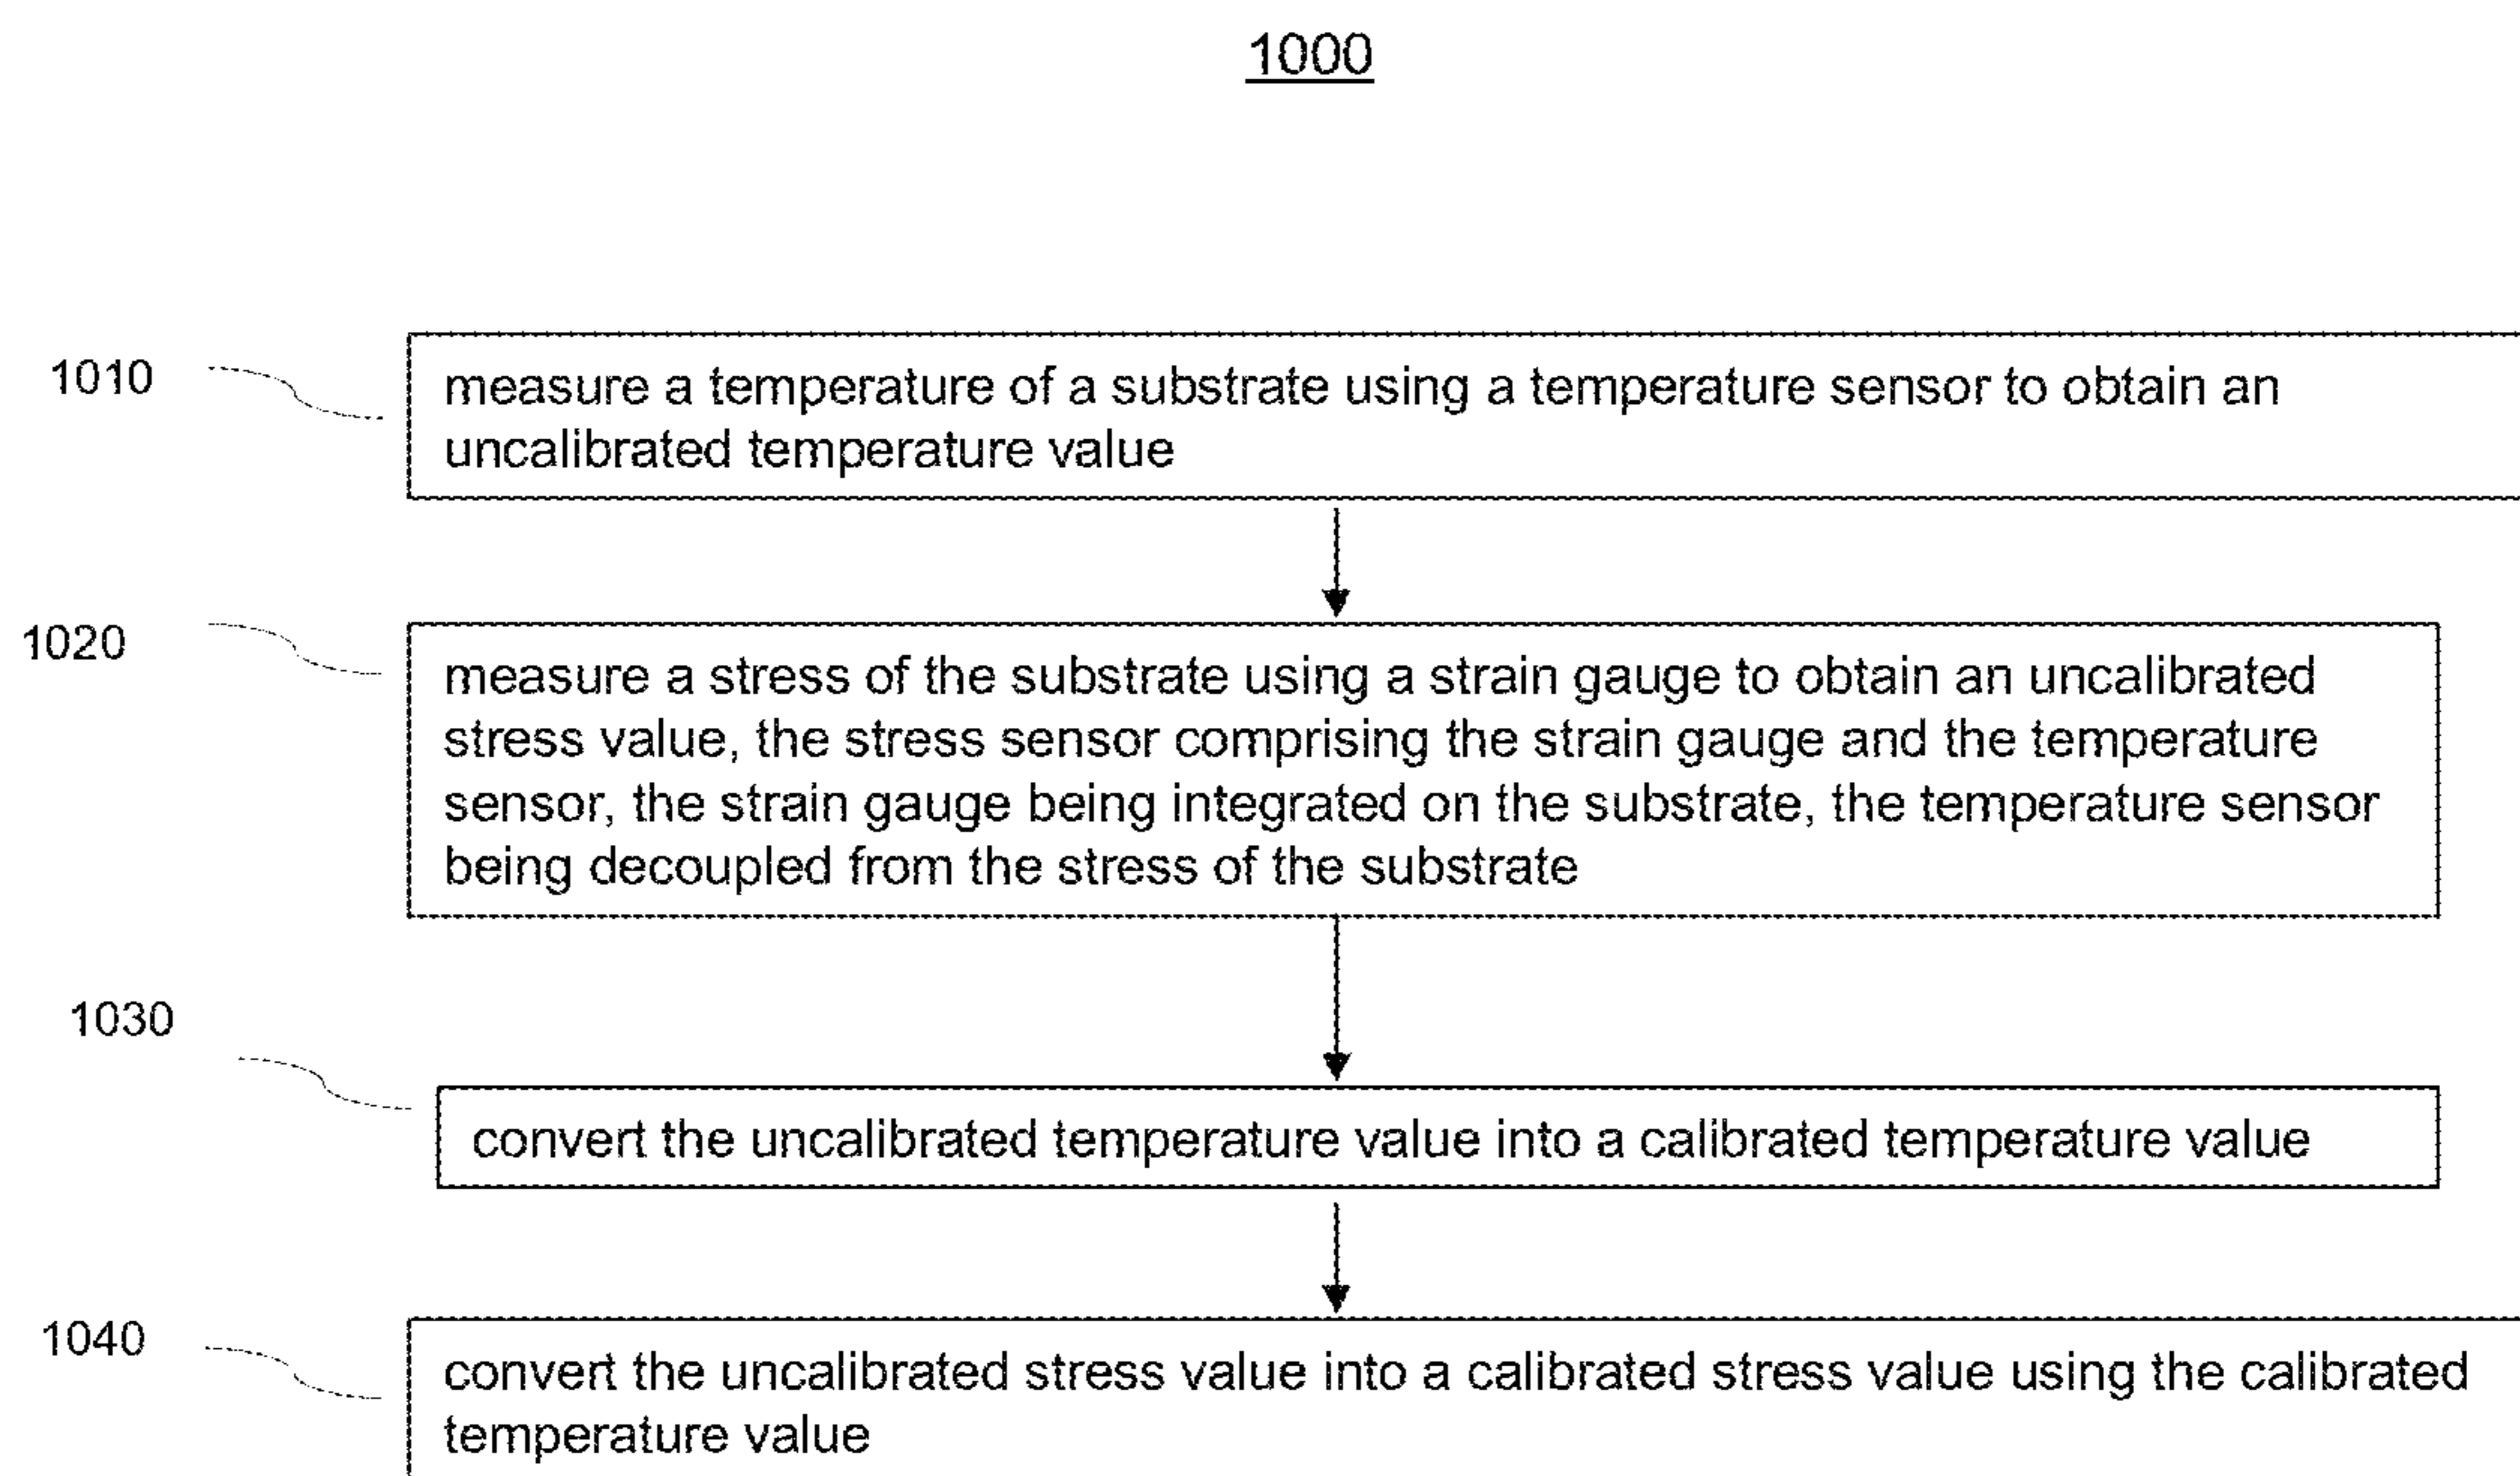 1000
1010
measure a temperature of a substrate using a temperature sensor to obtain an
uncalibrated temperature value
1020
measure a stress of the substrate using a strain gauge to obtain an uncalibrated
stress value, the stress sensor comprising the strain gauge and the temperature
sensor, the strain gauge being integrated on the substrate, the temperature sensor
being decoupled from the stress of the substrate
1030
convert the uncalibrated temperature value into a calibrated temperature value
1040
convert the uncalibrated stress value into a calibrated stress value using the calibrated
temperature value